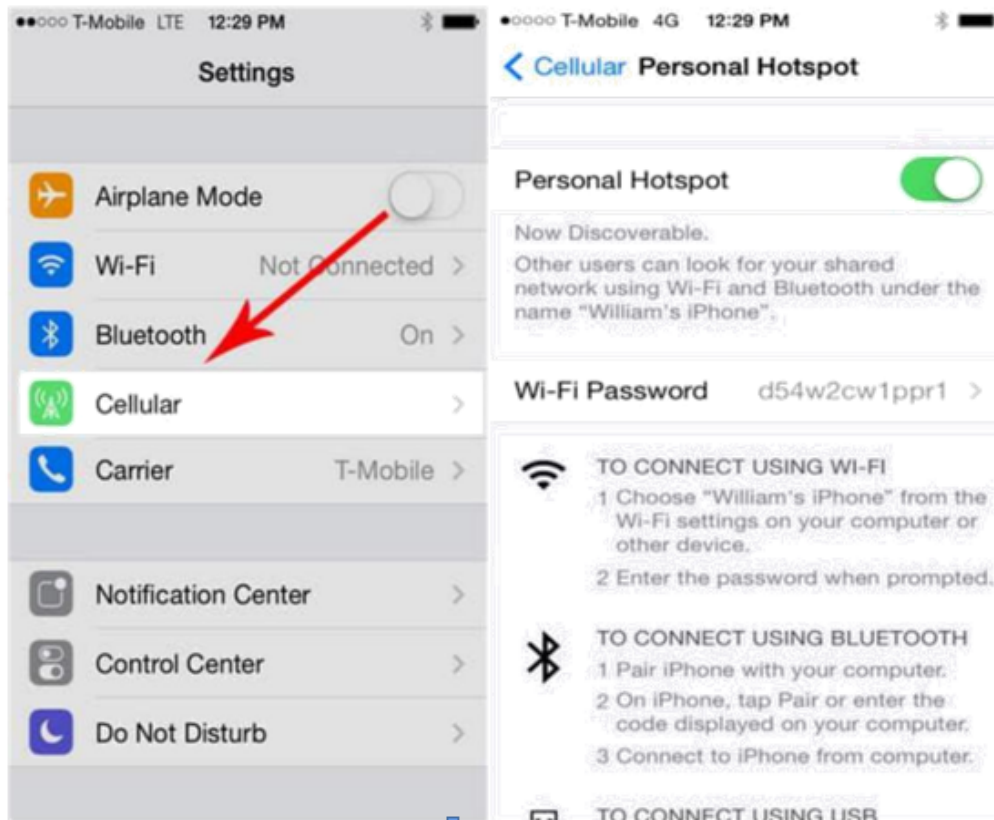 T-Mobile LTE 12:29 PM
Settings
Airplane Mode
Wi-Fi Not Connected
Bluetooth On
Cellular
Carrier T-Mobile
Notification Center
Control Center
Do Not Disturb
T-Mobile 4G 12:29 PM
Cellular Personal Hotspot
Personal Hotspot
Now Discoverable.
Other users can look for your shared
network using Wi-Fi and Bluetooth under the
name “William's iPhone”.
Wi-Fi Password d54w2cw1ppr1
TO CONNECT USING WI-FI
1 Choose “William's iPhone” from the
Wi-Fi settings on your computer or
other device.
2 Enter the password when prompted.
TO CONNECT USING BLUETOOTH
1 Pair iPhone with your computer.
2 On iPhone, tap Pair or enter the
code displayed on your computer.
3 Connect to iPhone from computer.
TO CONNECT USING USB